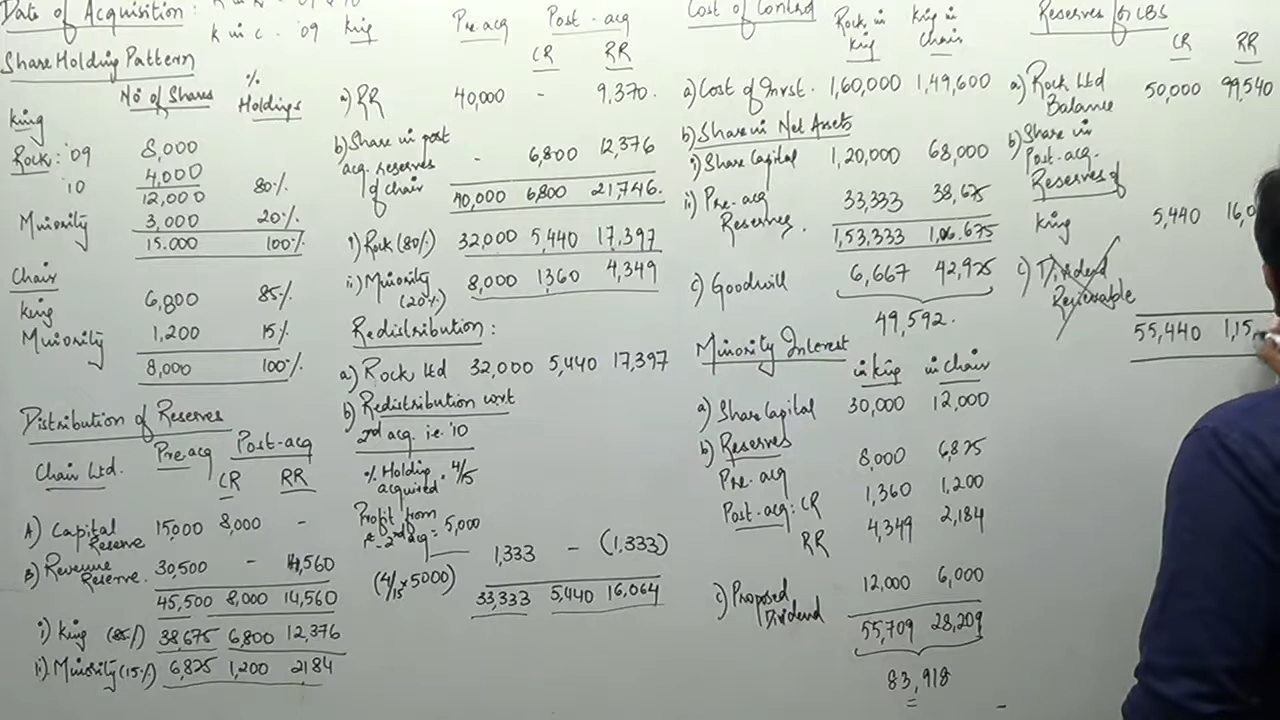 Date of Acquisition:
K in C - '09
Share Holding Pattern
No of Shares % Holdings
King
Rock: '09 8,000
'10 4,000
12,000 80%
Minority 3,000 20%
15.000 100%
Chair
King 6,800 85%
Minority 1,200 15%
8,000 100%
Distribution of Reserves
Chair Ltd. Pre acq Post-acq
CR RR
A) Capital Reserve 15,000 8,000 -
B) Revenue Reserve. 30,500 - 14,560
45,500 8,000 14,560
i) King (85%) 38,675 6,800 12,376
ii) Minority (15%) 6,825 1,200 2184
King Pre acq Post - acq
CR RR
a) RR 40,000 - 9,370.
b) Share in post acq. reserves of chair - 6,800 12,376
40,000 6,800 21,746.
i) Rock (80%) 32,000 5,440 17,397
ii) Minority (20%) 8,000 1360 4,349
Redistribution:
a) Rock Ltd 32,000 5,440 17,397
b) Redistribution wrt
2nd acq. i.e. '10
% Holding acquired = 4/15
Profit from
1st - 2nd acq = 5,000
1,333 - (1,333)
(4/15 x 5000) 33,333 5,440 16,064
Cost of Control Rock in King King in Chair
a) Cost of Invst. 1,60,000 1,49,600
b) Share in Net Assets
i) Share Capital 1,20,000 68,000
ii) Pre-acq Reserves. 33,333 38,675
1,53,333 1,06.675
c) Goodwill 6,667 42,925
49,592.
Minority Interest
in King in Chair
a) Share Capital 30,000 12,000
b) Reserves
Pre-acq 8,000 6825
Post-acq: CR 1,360 1,200
RR 4,349 2,184
c) Proposed Dividend 12,000 6,000
55,709 28,209
83,918
Reserves for CBS
CR RR
a) Rock Ltd Balance 50,000 99,540
b) Share in
Post-acq.
Reserves of
King 5,440
c) Dividend Receivable
55,440